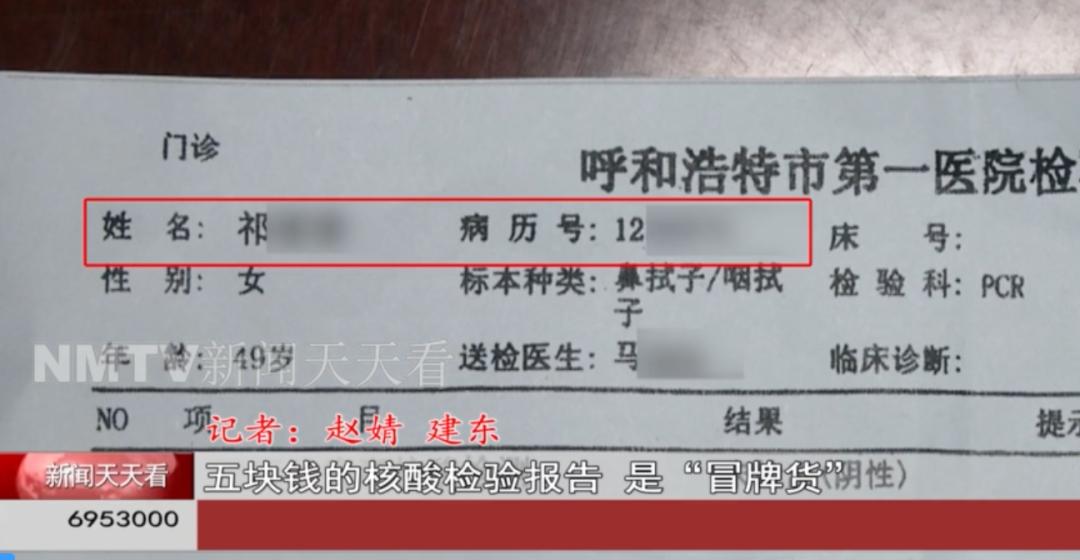 门诊
呼和浩特市第一医院检
姓 名: 祁 病 历 号: 12 床 号:
性 别: 女 标本种类: 鼻拭子/咽拭子 检 验 科: PCR
年 龄: 49岁 送检医生: 马 临床诊断:
NMTV新闻天天看
NO 项 目 结果 提示
记者: 赵婧 建东
新闻天天看 五块钱的核酸检验报告 是“冒牌货” (阴性)
6953000